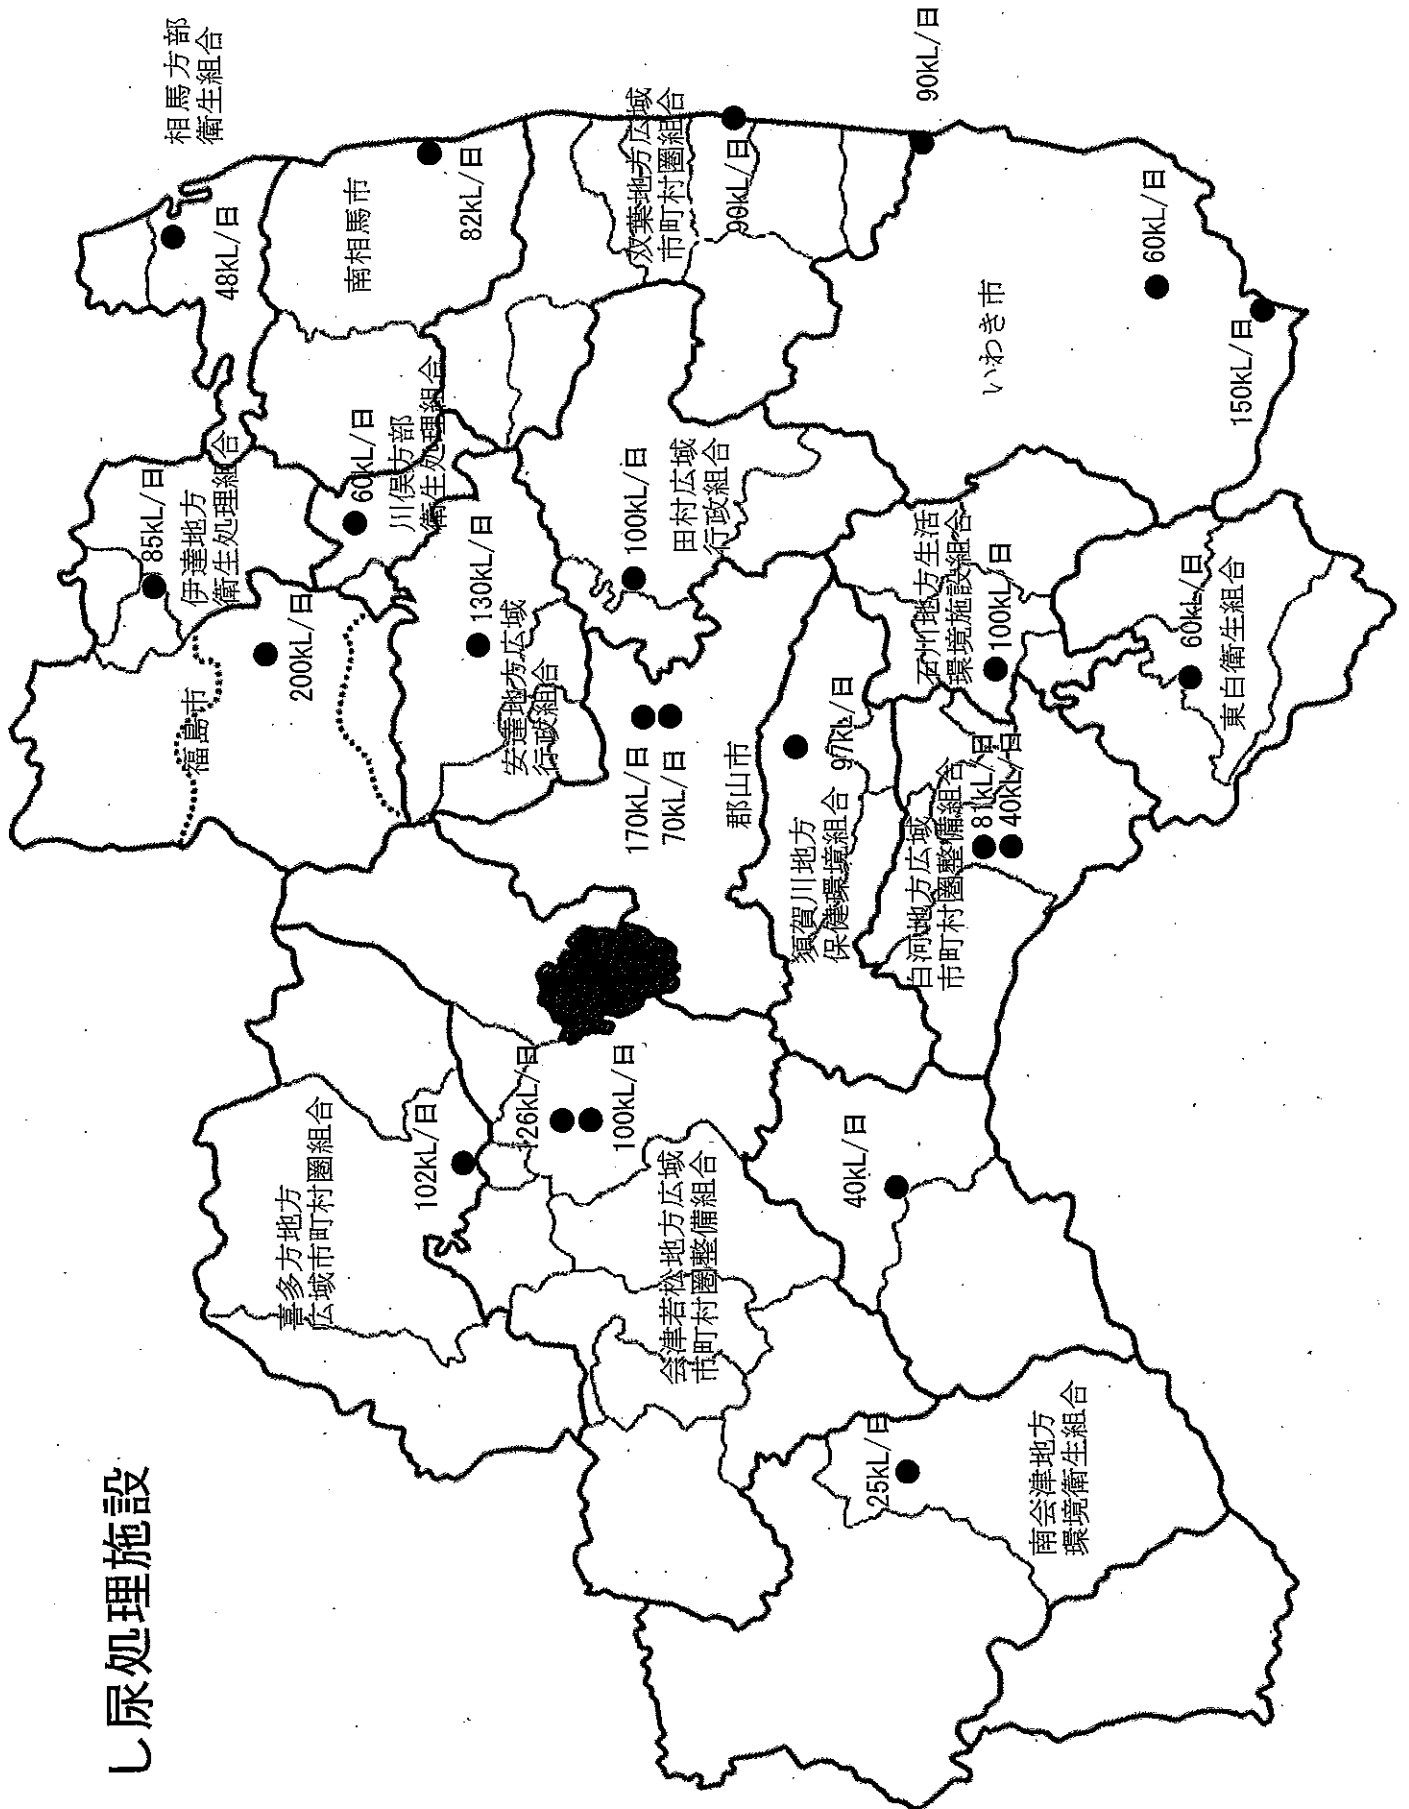 し尿処理施設
相馬方部
衛生組合
48kL/日
南相馬市
82kL/日
双葉地方広域
市町村圏組合
90kL/日
90kL/日
いわき市
60kL/日
150kL/日
85kL/日
伊達地方
衛生処理組合
60kL/日
川俣方部
衛生処理組合
福島市
200kL/日
130kL/日
安達地方広域
行政組合
100kL/日
田村広域
行政組合
170kL/日
70kL/日
郡山市
97kL/日
須賀川地方
保健環境組合
石川地方生活
環境施設組合
100kL/日
白河地方広域
市町村圏整備組合
81kL/日
40kL/日
60kL/日
東白衛生組合
喜多方地方
広域市町村圏組合
102kL/日
126kL/日
100kL/日
会津若松地方広域
市町村圏整備組合
40kL/日
25kL/日
南会津地方
環境衛生組合